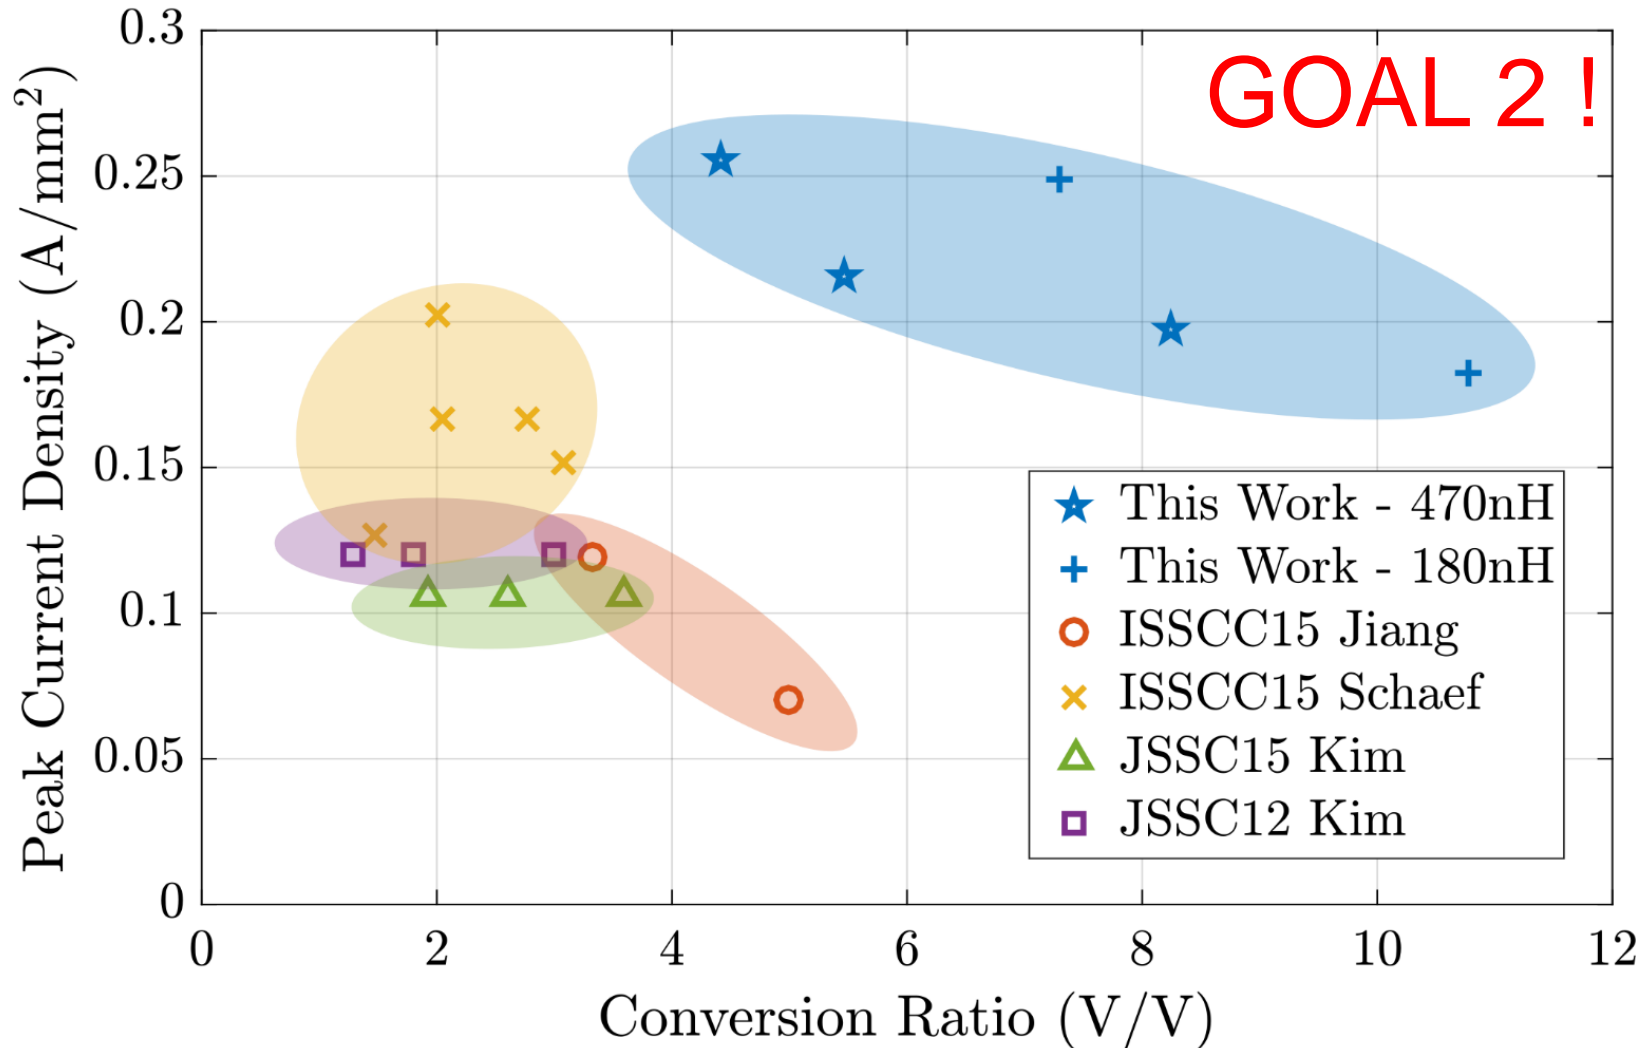 GOAL 2 !
Peak Current Density (A/mm²)
0.3
0.25
0.2
0.15
0.1
0.05
0
This Work - 470nH
This Work - 180nH
ISSCC15 Jiang
ISSCC15 Schaef
JSSC15 Kim
JSSC12 Kim
0 2 4 6 8 10 12
Conversion Ratio (V/V)